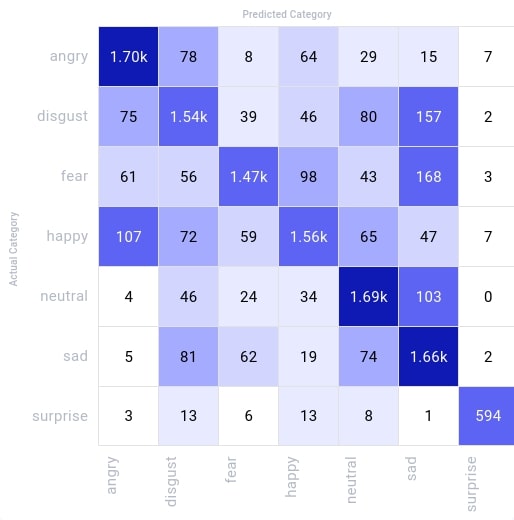 Predicted Category
angry 1.70k 78 8 64 29 15 7
disgust 75 1.54k 39 46 80 157 2
fear 61 56 1.47k 98 43 168 3
Actual Category
happy 107 72 59 1.56k 65 47 7
neutral 4 46 24 34 1.69k 103 0
sad 5 81 62 19 74 1.66k 2
surprise 3 13 6 13 8 1 594
angry disgust fear happy neutral sad surprise